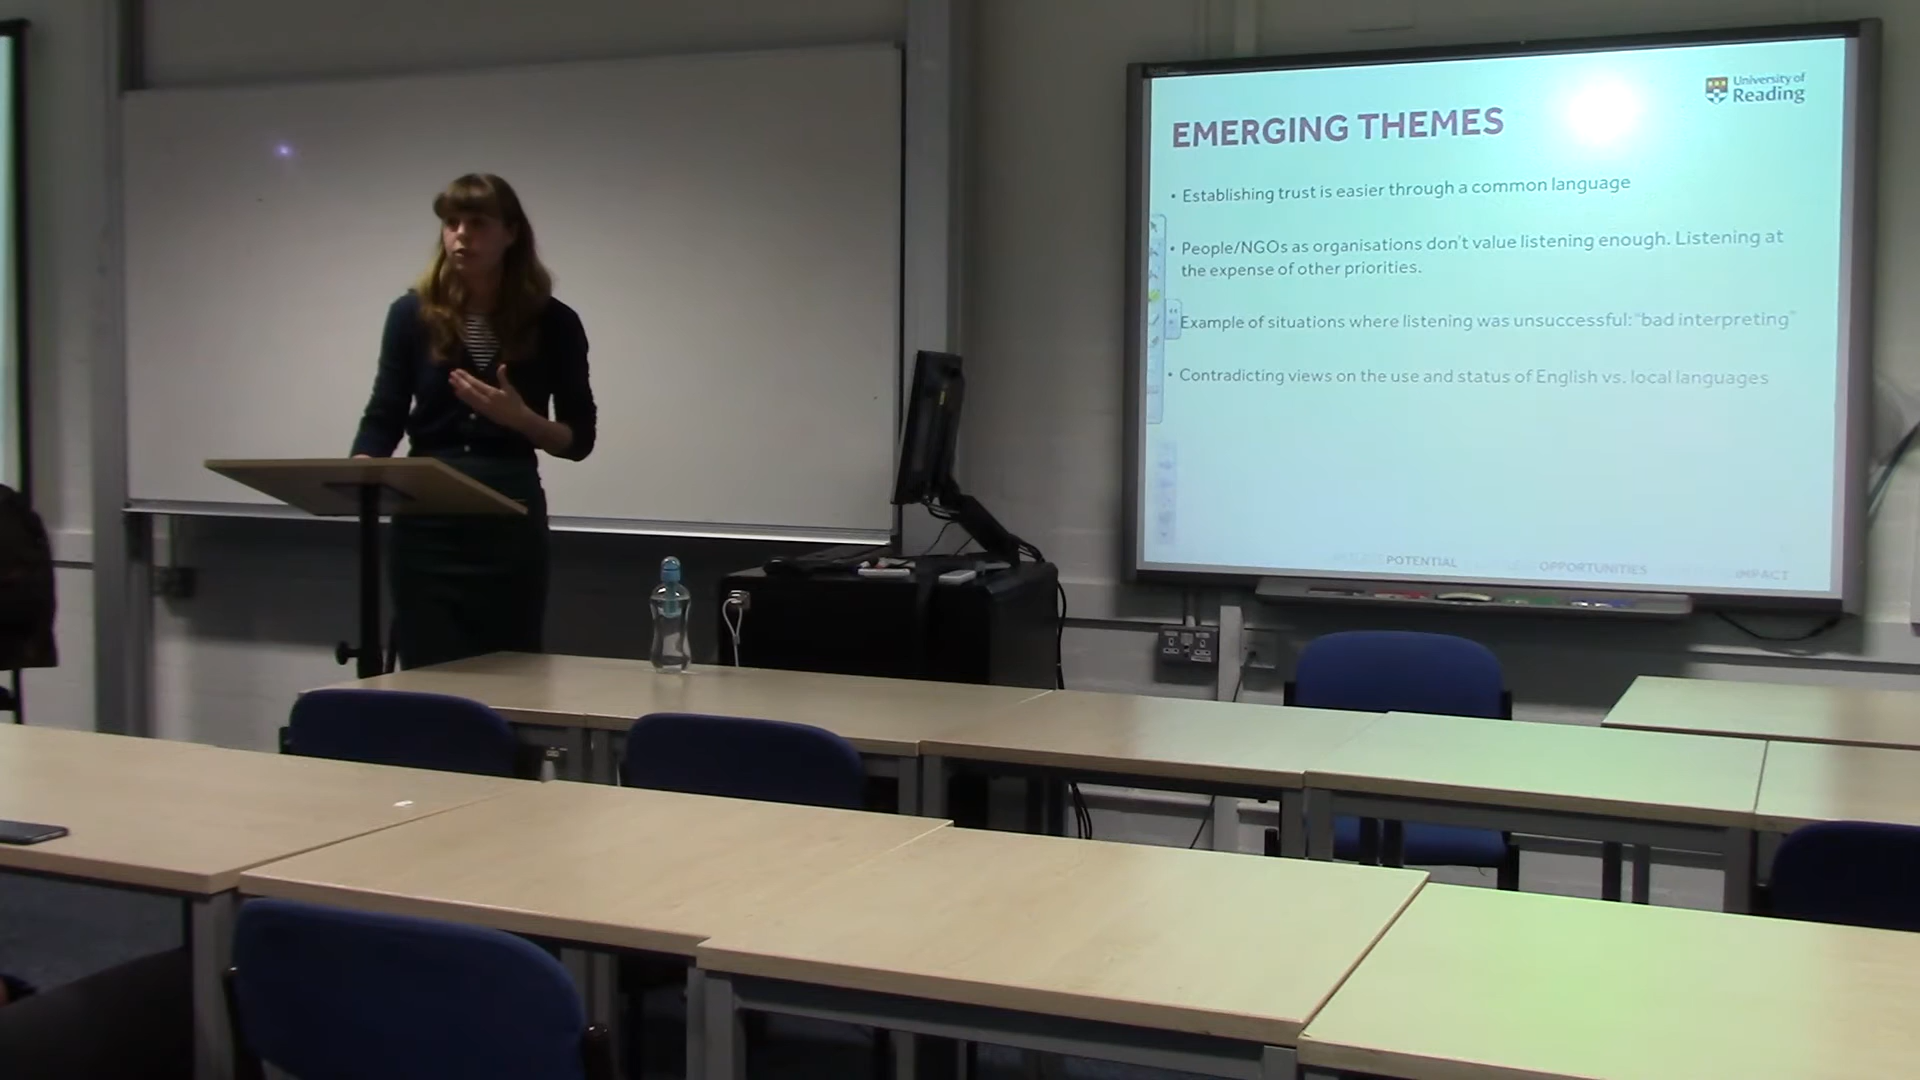 University of
Reading
EMERGING THEMES
• Establishing trust is easier through a common language
• People/NGOs as organisations don't value listening enough. Listening at
the expense of other priorities.
Example of situations where listening was unsuccessful: "bad interpreting"
• Contradicting views on the use and status of English vs. local languages
POTENTIAL
OPPORTUNITIES
IMPACT